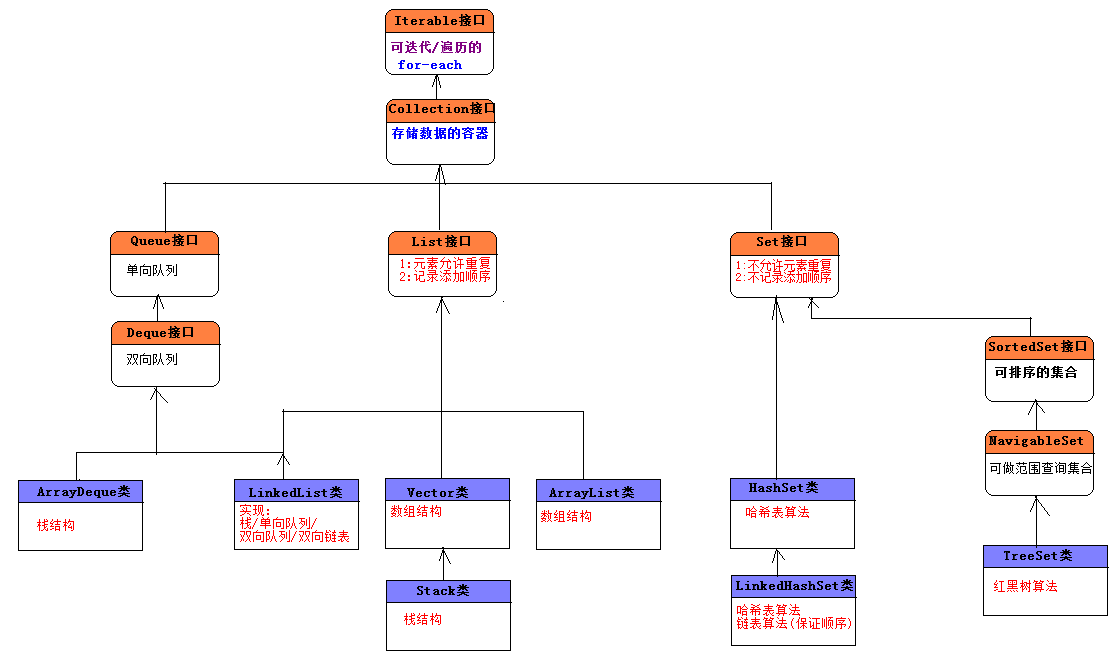 Iterable接口
可迭代/遍历的
for-each
Collection接口
存储数据的容器
Queue接口
单向队列
List接口
1:元素允许重复
2:记录添加顺序
Set接口
1:不允许元素重复
2:不记录添加顺序
Deque接口
双向队列
SortedSet接口
可排序的集合
NavigableSet
可做范围查询集合
ArrayDeque类
栈结构
LinkedList类
实现:
栈/单向队列/
双向队列/双向链表
Vector类
数组结构
ArrayList类
数组结构
HashSet类
哈希表算法
TreeSet类
红黑树算法
Stack类
栈结构
LinkedHashSet类
哈希表算法
链表算法(保证顺序)